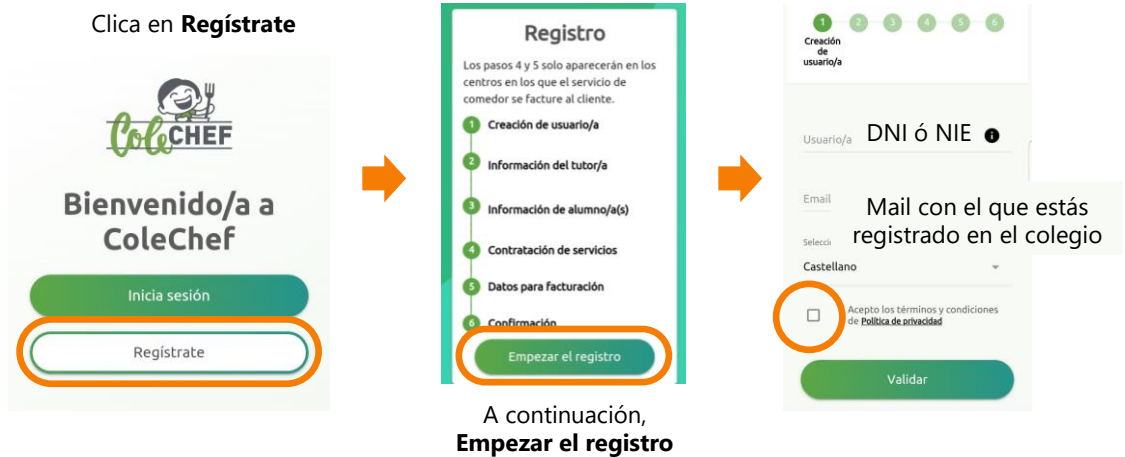 Clica en Regístrate
ColeCHEF
Bienvenido/a a
ColeChef
Inicia sesión
Regístrate
Registro
Los pasos 4 y 5 solo aparecerán en los
centros en los que el servicio de
comedor se facture al cliente.
1 Creación de usuario/a
2 Información del tutor/a
3 Información de alumno/a(s)
4 Contratación de servicios
5 Datos para facturación
6 Confirmación
Empezar el registro
A continuación,
Empezar el registro
1 2 3 4 5 6
Creación
de
usuario/a
Usuario/a DNI ó NIE
Email
Mail con el que estás
registrado en el colegio
Castellano
Acepto los términos y condiciones
de Política de privacidad
Validar